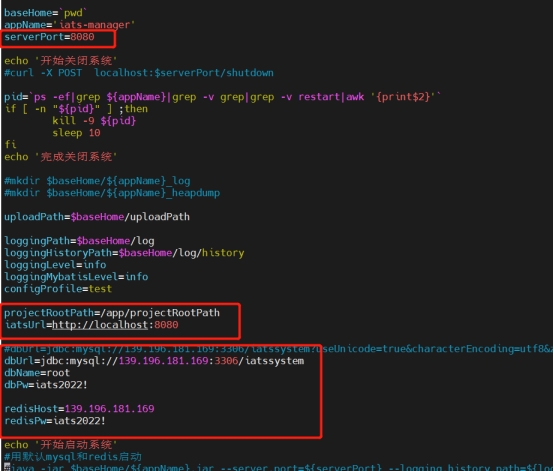 baseHome=`pwd`
appName='iats-manager'
serverPort=8080
echo '开始关闭系统'
#curl -X POST  localhost:$serverPort/shutdown
pid=`ps -ef|grep ${appName}|grep -v grep|grep -v restart|awk '{print$2}'`
if [ -n "${pid}" ] ;then
kill -9 ${pid}
sleep 10
fi
echo '完成关闭系统'
#mkdir $baseHome/${appName}_log
#mkdir $baseHome/${appName}_heapdump
uploadPath=$baseHome/uploadPath
loggingPath=$baseHome/log
loggingHistoryPath=$baseHome/log/history
loggingLevel=info
loggingMybatisLevel=info
configProfile=test
projectRootPath=/app/projectRootPath
iatsUrl=http://localhost:8080
#dbUrl=jdbc:mysql://139.196.181.169:3306/iatssystem?useUnicode=true&characterEncoding=utf8&z
dbUrl=jdbc:mysql://139.196.181.169:3306/iatssystem
dbName=root
dbPw=iats2022!
redisHost=139.196.181.169
redisPw=iats2022!
echo '开始启动系统'
#用默认mysql和redis启动
#java -jar $baseHome/${appName}.jar --server.port=${serverPort} --logging.history.path=${log